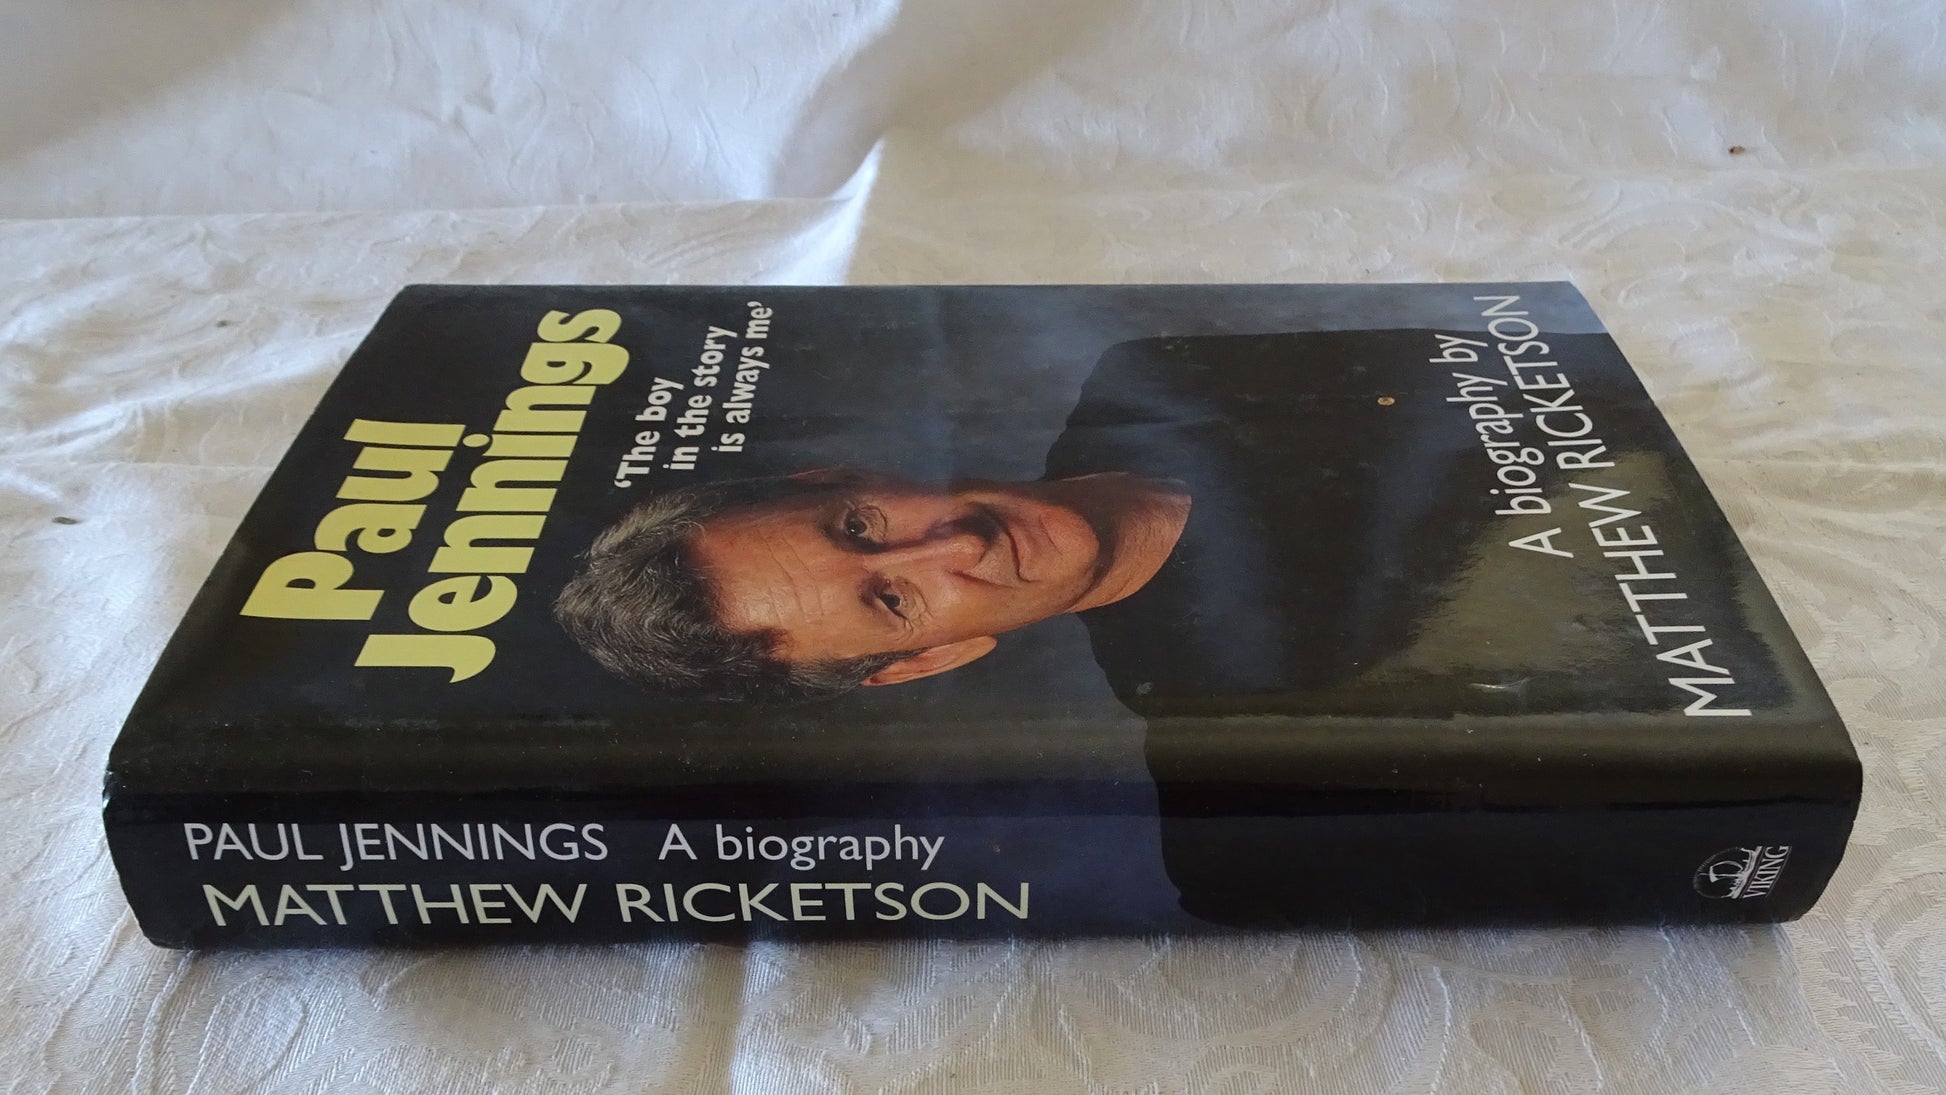 Paul
Jennings
‘The boy
in the story
is always me’
A biography by
MATTHEW RICKETSON
PAUL JENNINGS A biography
MATTHEW RICKETSON
VIKING